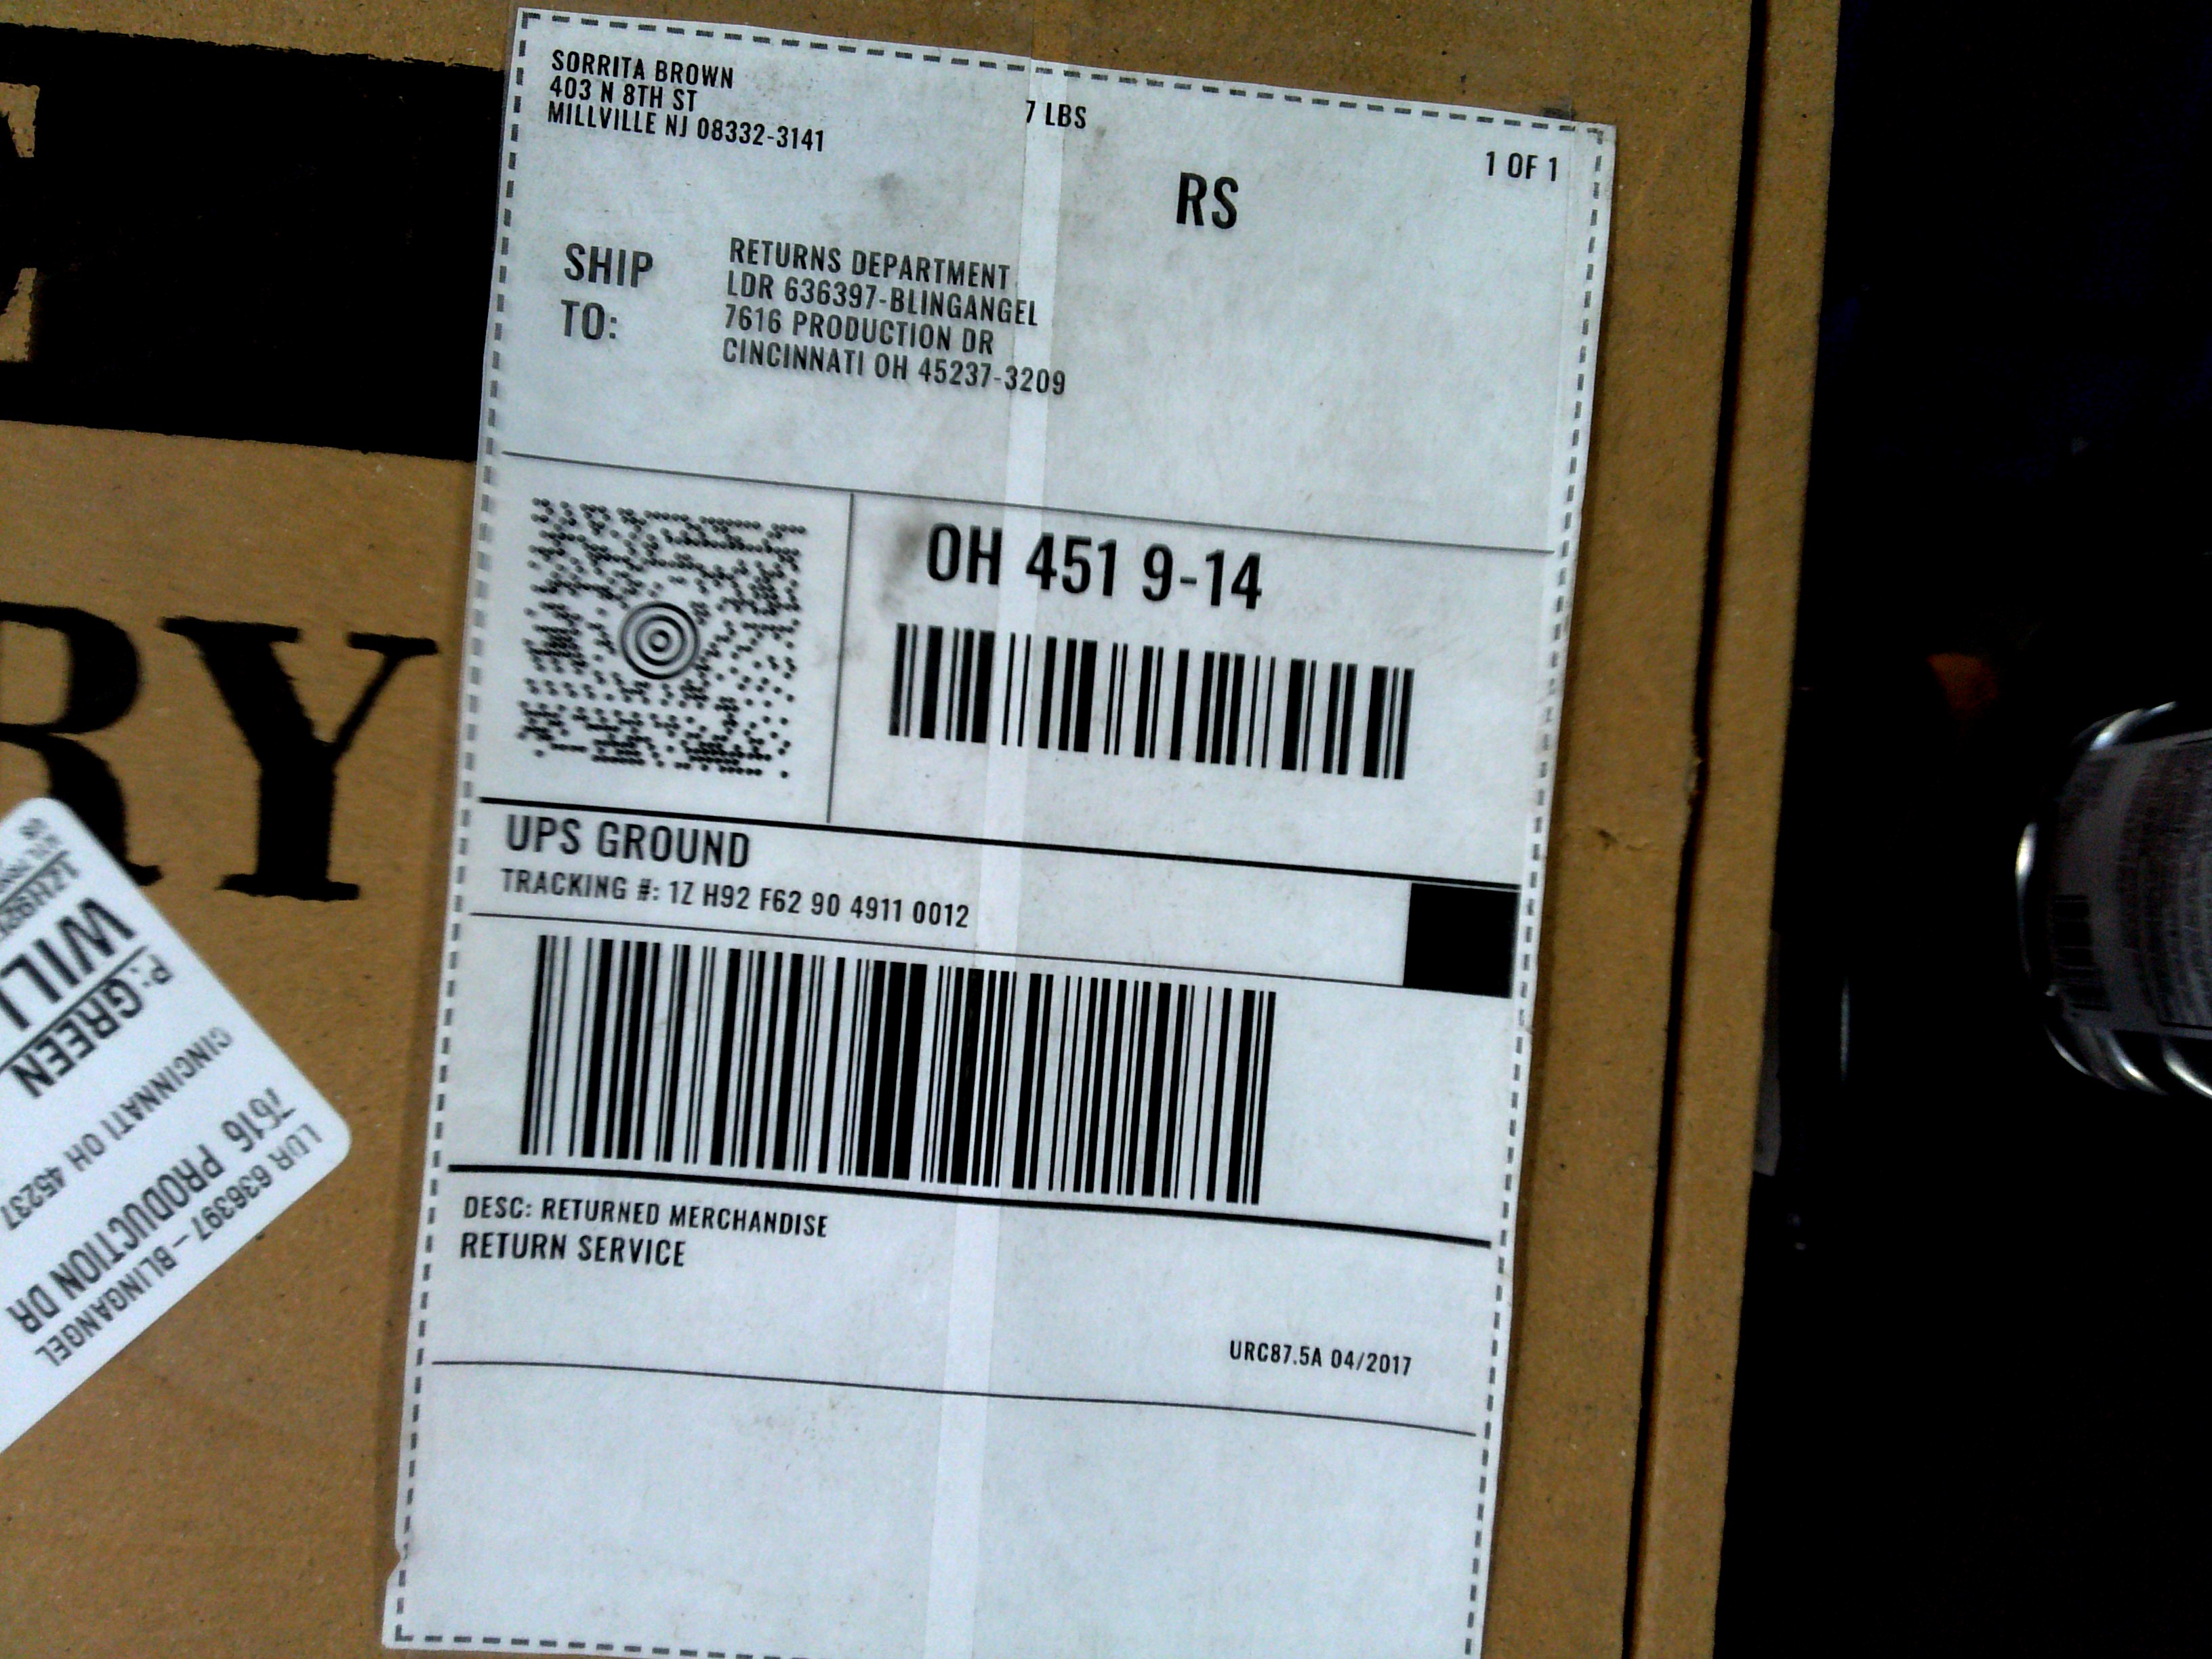 E
RY
SORRITA BROWN
403 N 8TH ST
MILLVILLE NJ 08332-3141
7 LBS
1 OF 1
RS
SHIP TO:
RETURNS DEPARTMENT
LDR 636397-BLINGANGEL
7616 PRODUCTION DR
CINCINNATI OH 45237-3209
OH 451 9-14
UPS GROUND
TRACKING #: 1Z H92 F62 90 4911 0012
DESC: RETURNED MERCHANDISE
RETURN SERVICE
URC87.5A 04/2017
LDR 636397 - BLINGANGEL
7616 PRODUCTION DR
CINCINNATI OH 45237
P: GREEN